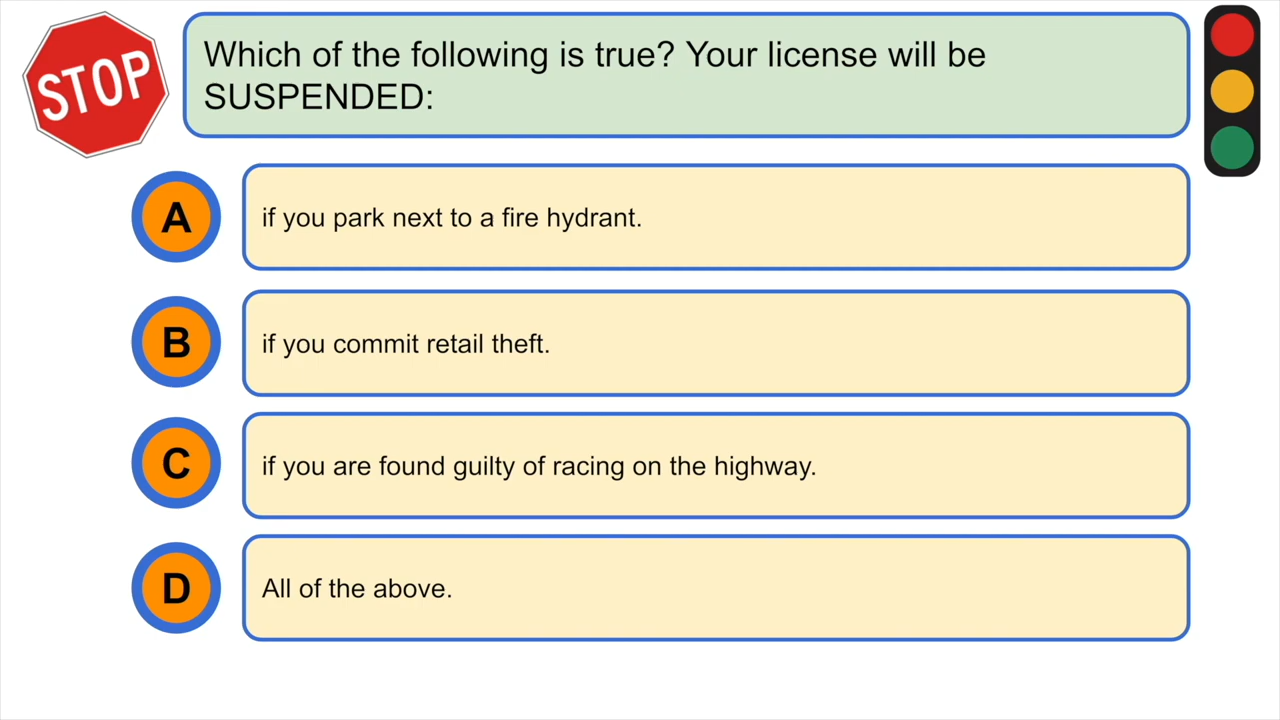 STOP
Which of the following is true? Your license will be
SUSPENDED:
A
if you park next to a fire hydrant.
B
if you commit retail theft.
C
if you are found guilty of racing on the highway.
D
All of the above.